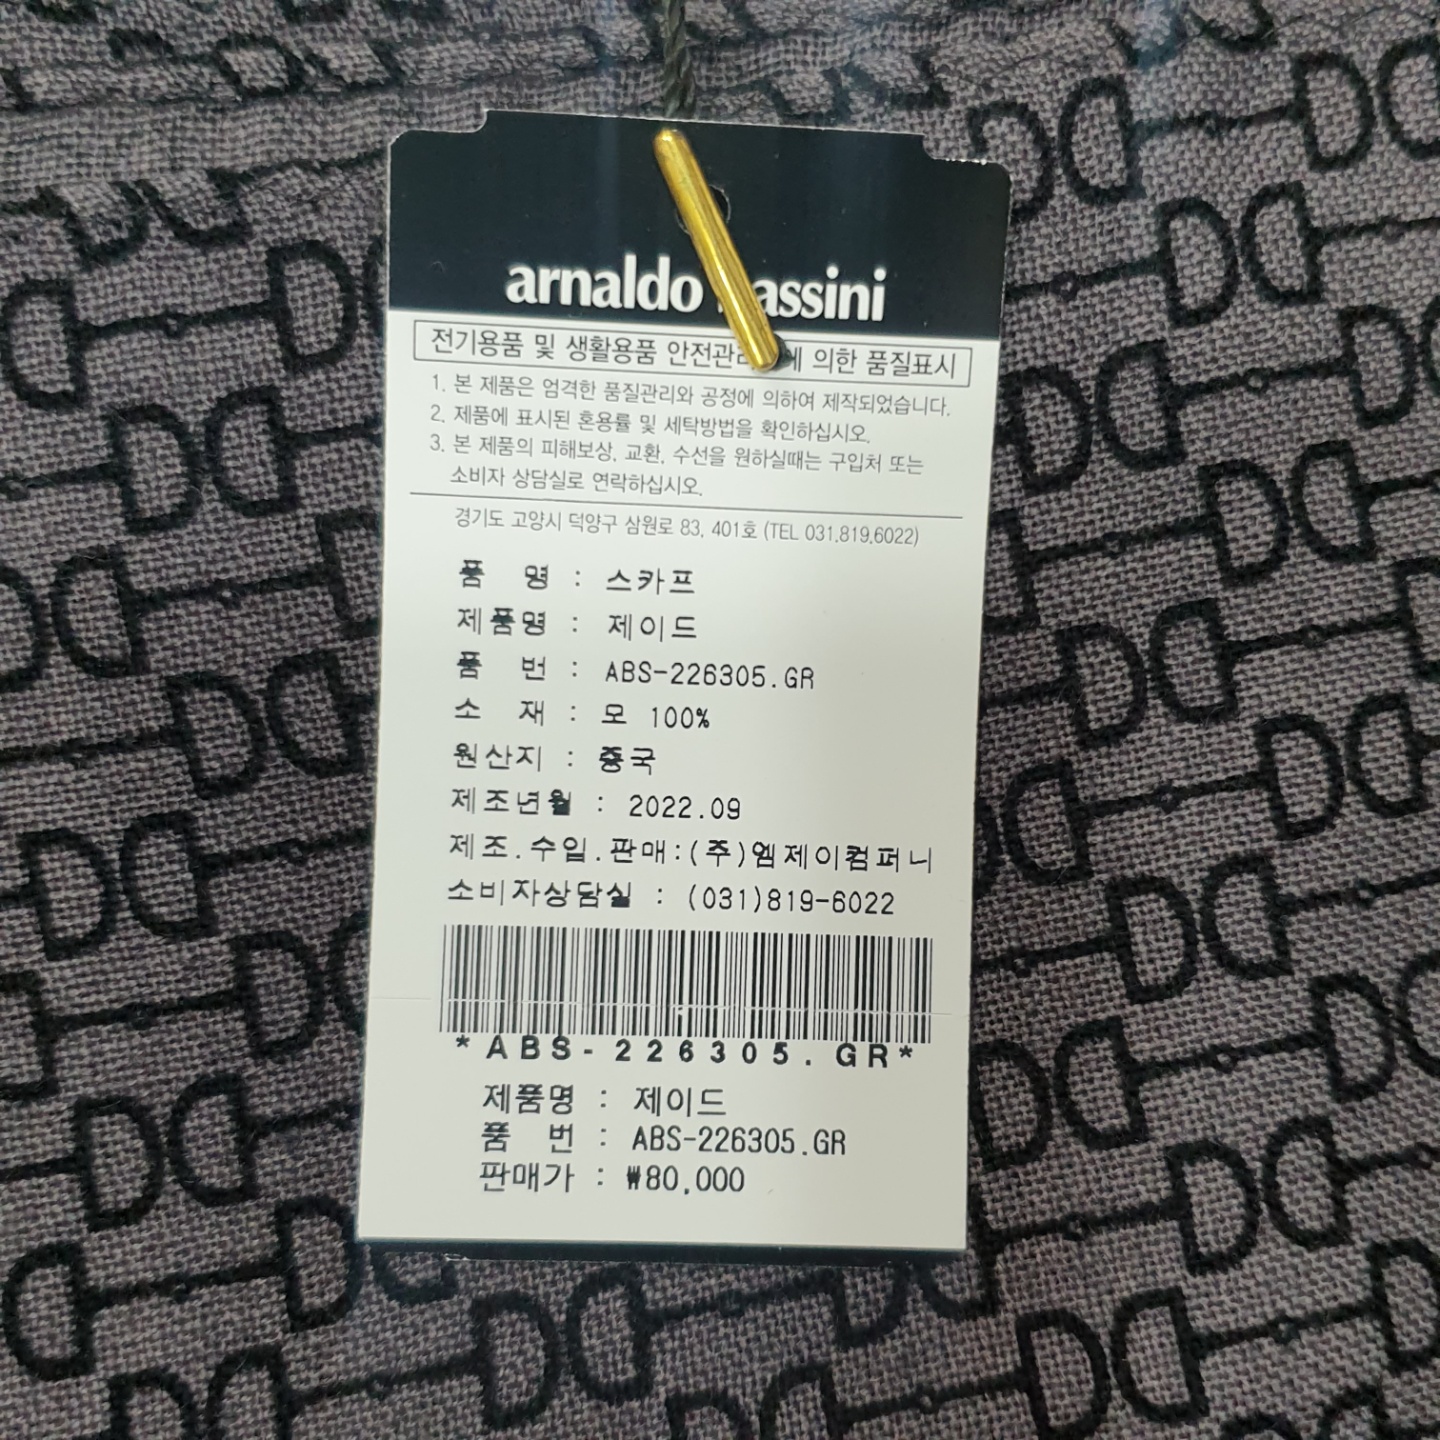 arnaldo assini
전기용품 및 생활용품 안전관 에 의한 품질표시
1. 본 제품은 엄격한 품질관리와 공정에 의하여 제작되었습니다.
2. 제품에 표시된 혼용률 및 세탁방법을 확인하십시오.
3. 본 제품의 피해보상, 교환, 수선을 원하실때는 구입처 또는
소비자 상담실로 연락하십시오.
경기도 고양시 덕양구 삼원로 83, 401호 (TEL 031.819.6022)
품 명 : 스카프
제품명 : 제이드
품 번 : ABS-226305.GR
소 재 : 모 100%
원산지 : 중국
제조년월 : 2022.09
제조.수입.판매:(주)엠제이컴퍼니
소비자상담실 : (031)819-6022
*ABS-226305.GR*
제품명 : 제이드
품 번 : ABS-226305.GR
판매가 : ₩80,000